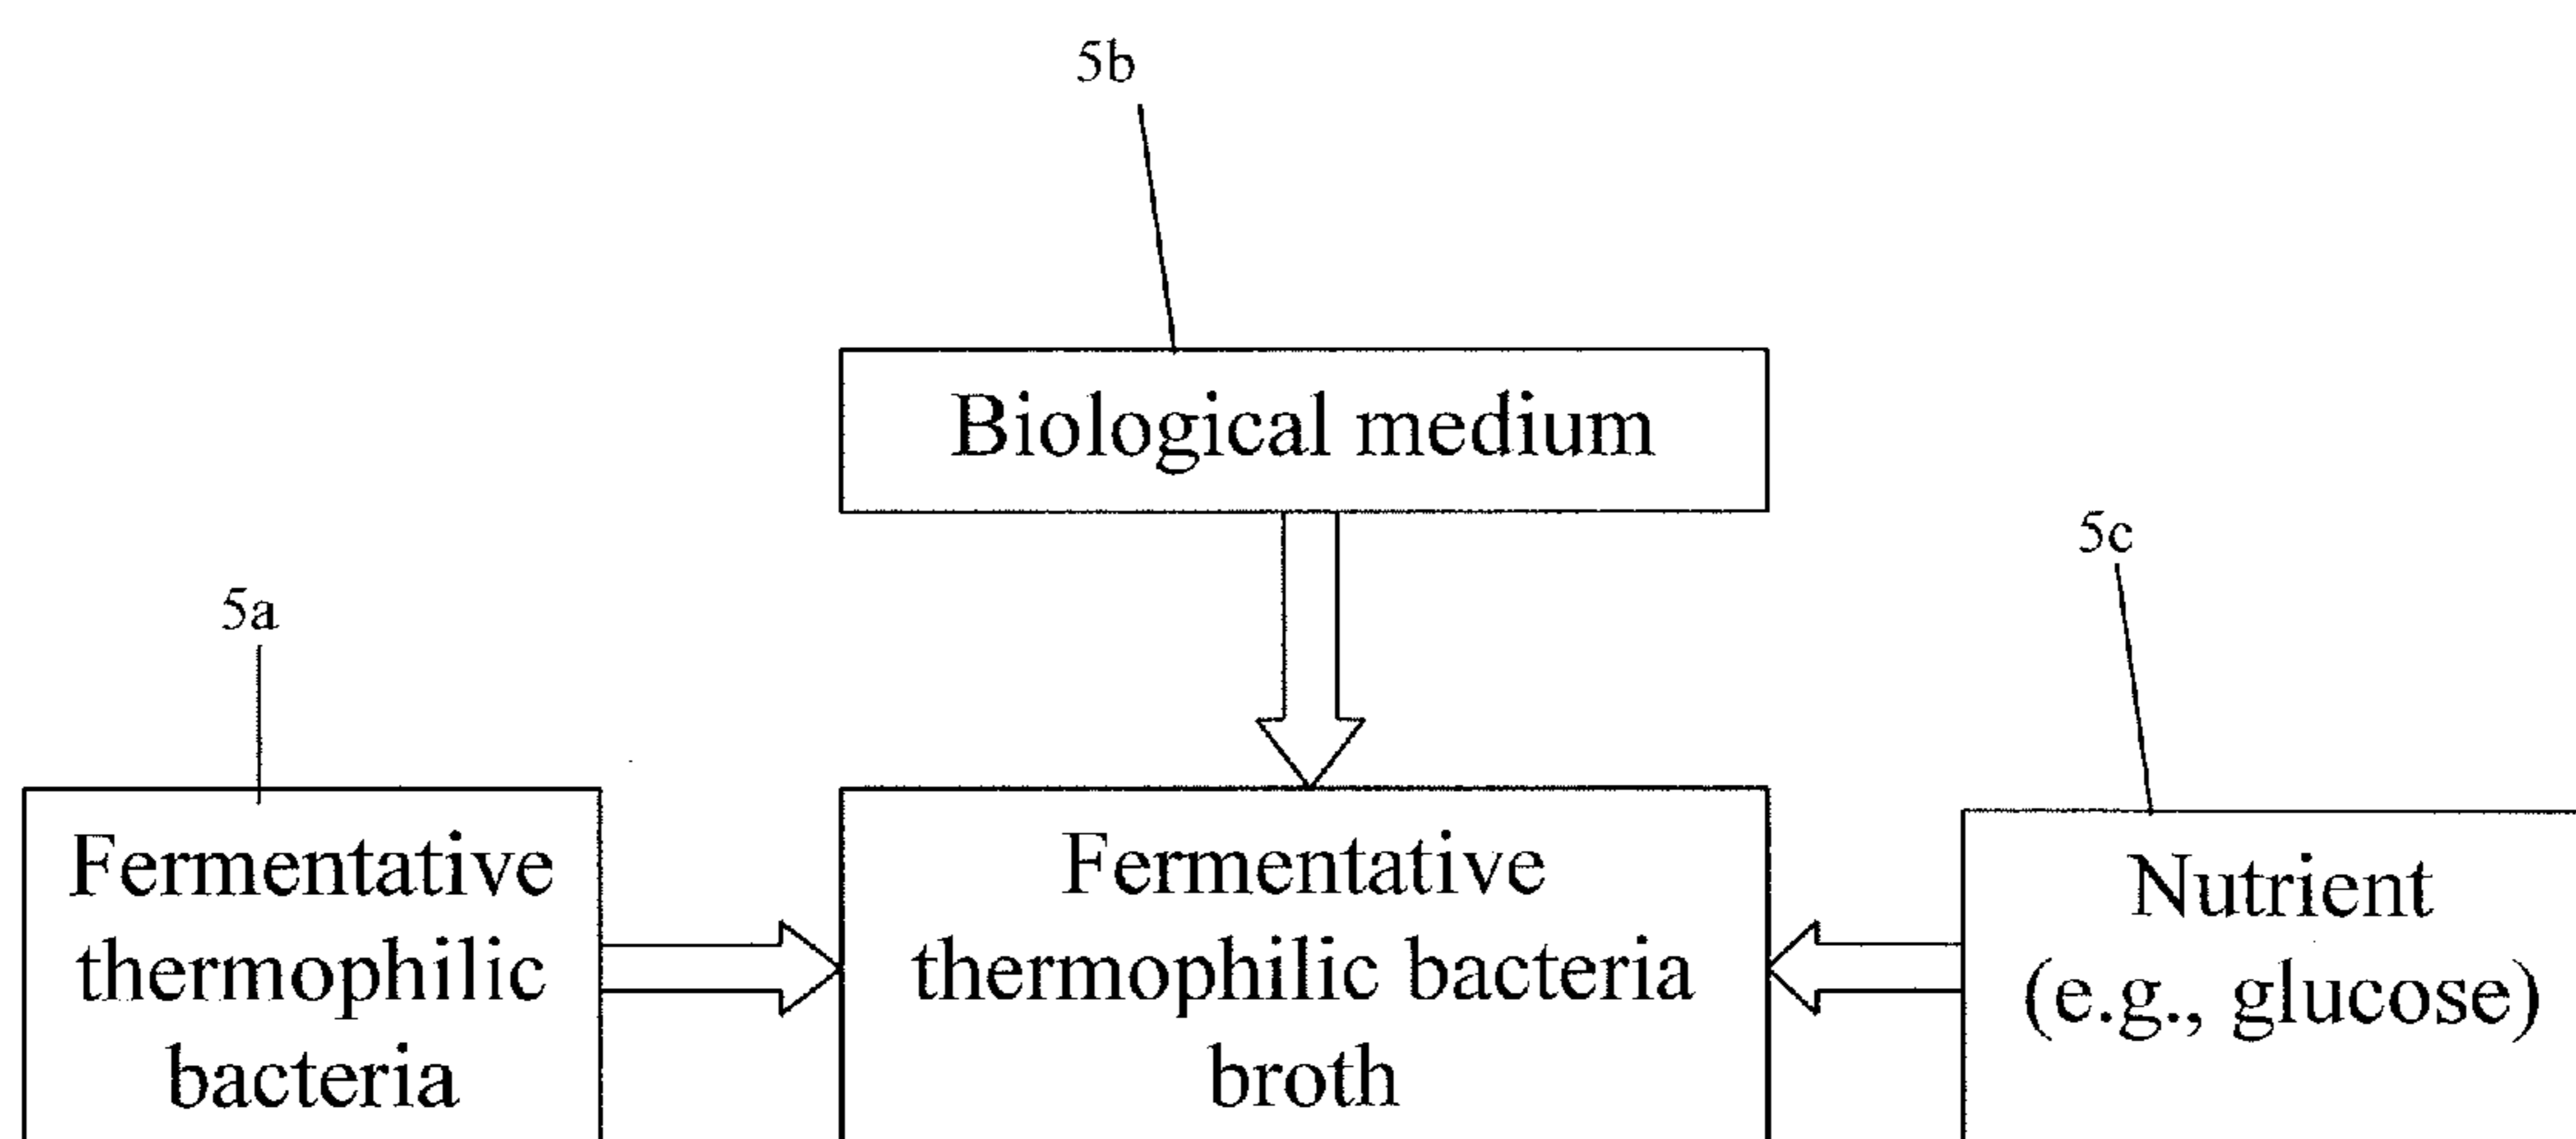 5b
Biological medium
5c
5a
Fermentative
thermophilic
bacteria
Fermentative
thermophilic bacteria
broth
Nutrient
(e.g., glucose)